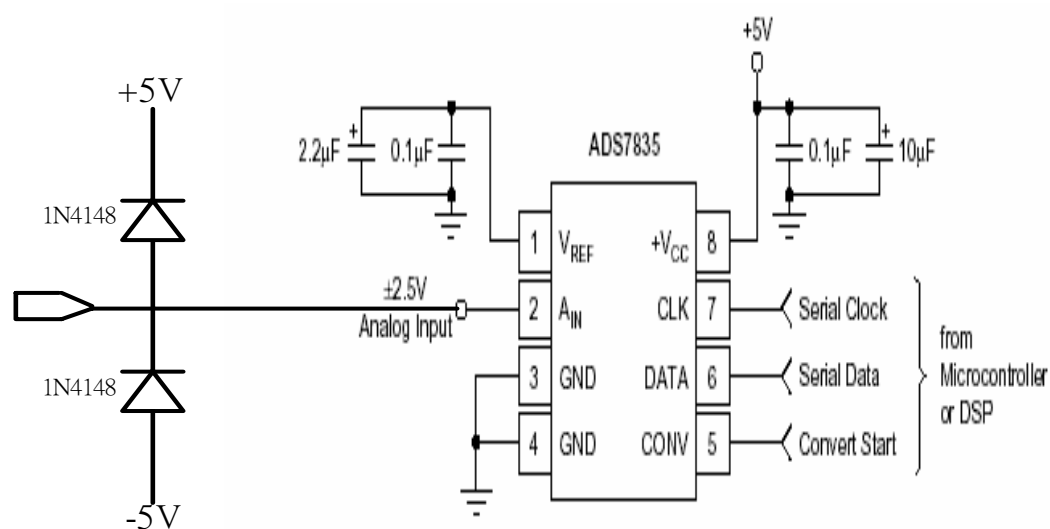 +5V
1N4148
1N4148
-5V
±2.5V
Analog Input
2.2µF
+
0.1µF
ADS7835
+5V
0.1µF
+
10µF
1 VREF
2 AIN
3 GND
4 GND
+VCC 8
CLK 7
DATA 6
CONV 5
Serial Clock
Serial Data
Convert Start
from
Microcontroller
or DSP